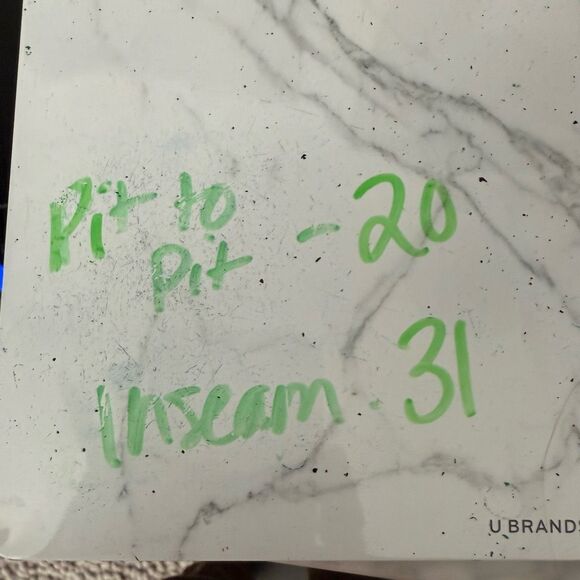 Pit to - 20
Pit
Inseam - 31
U BRANDS